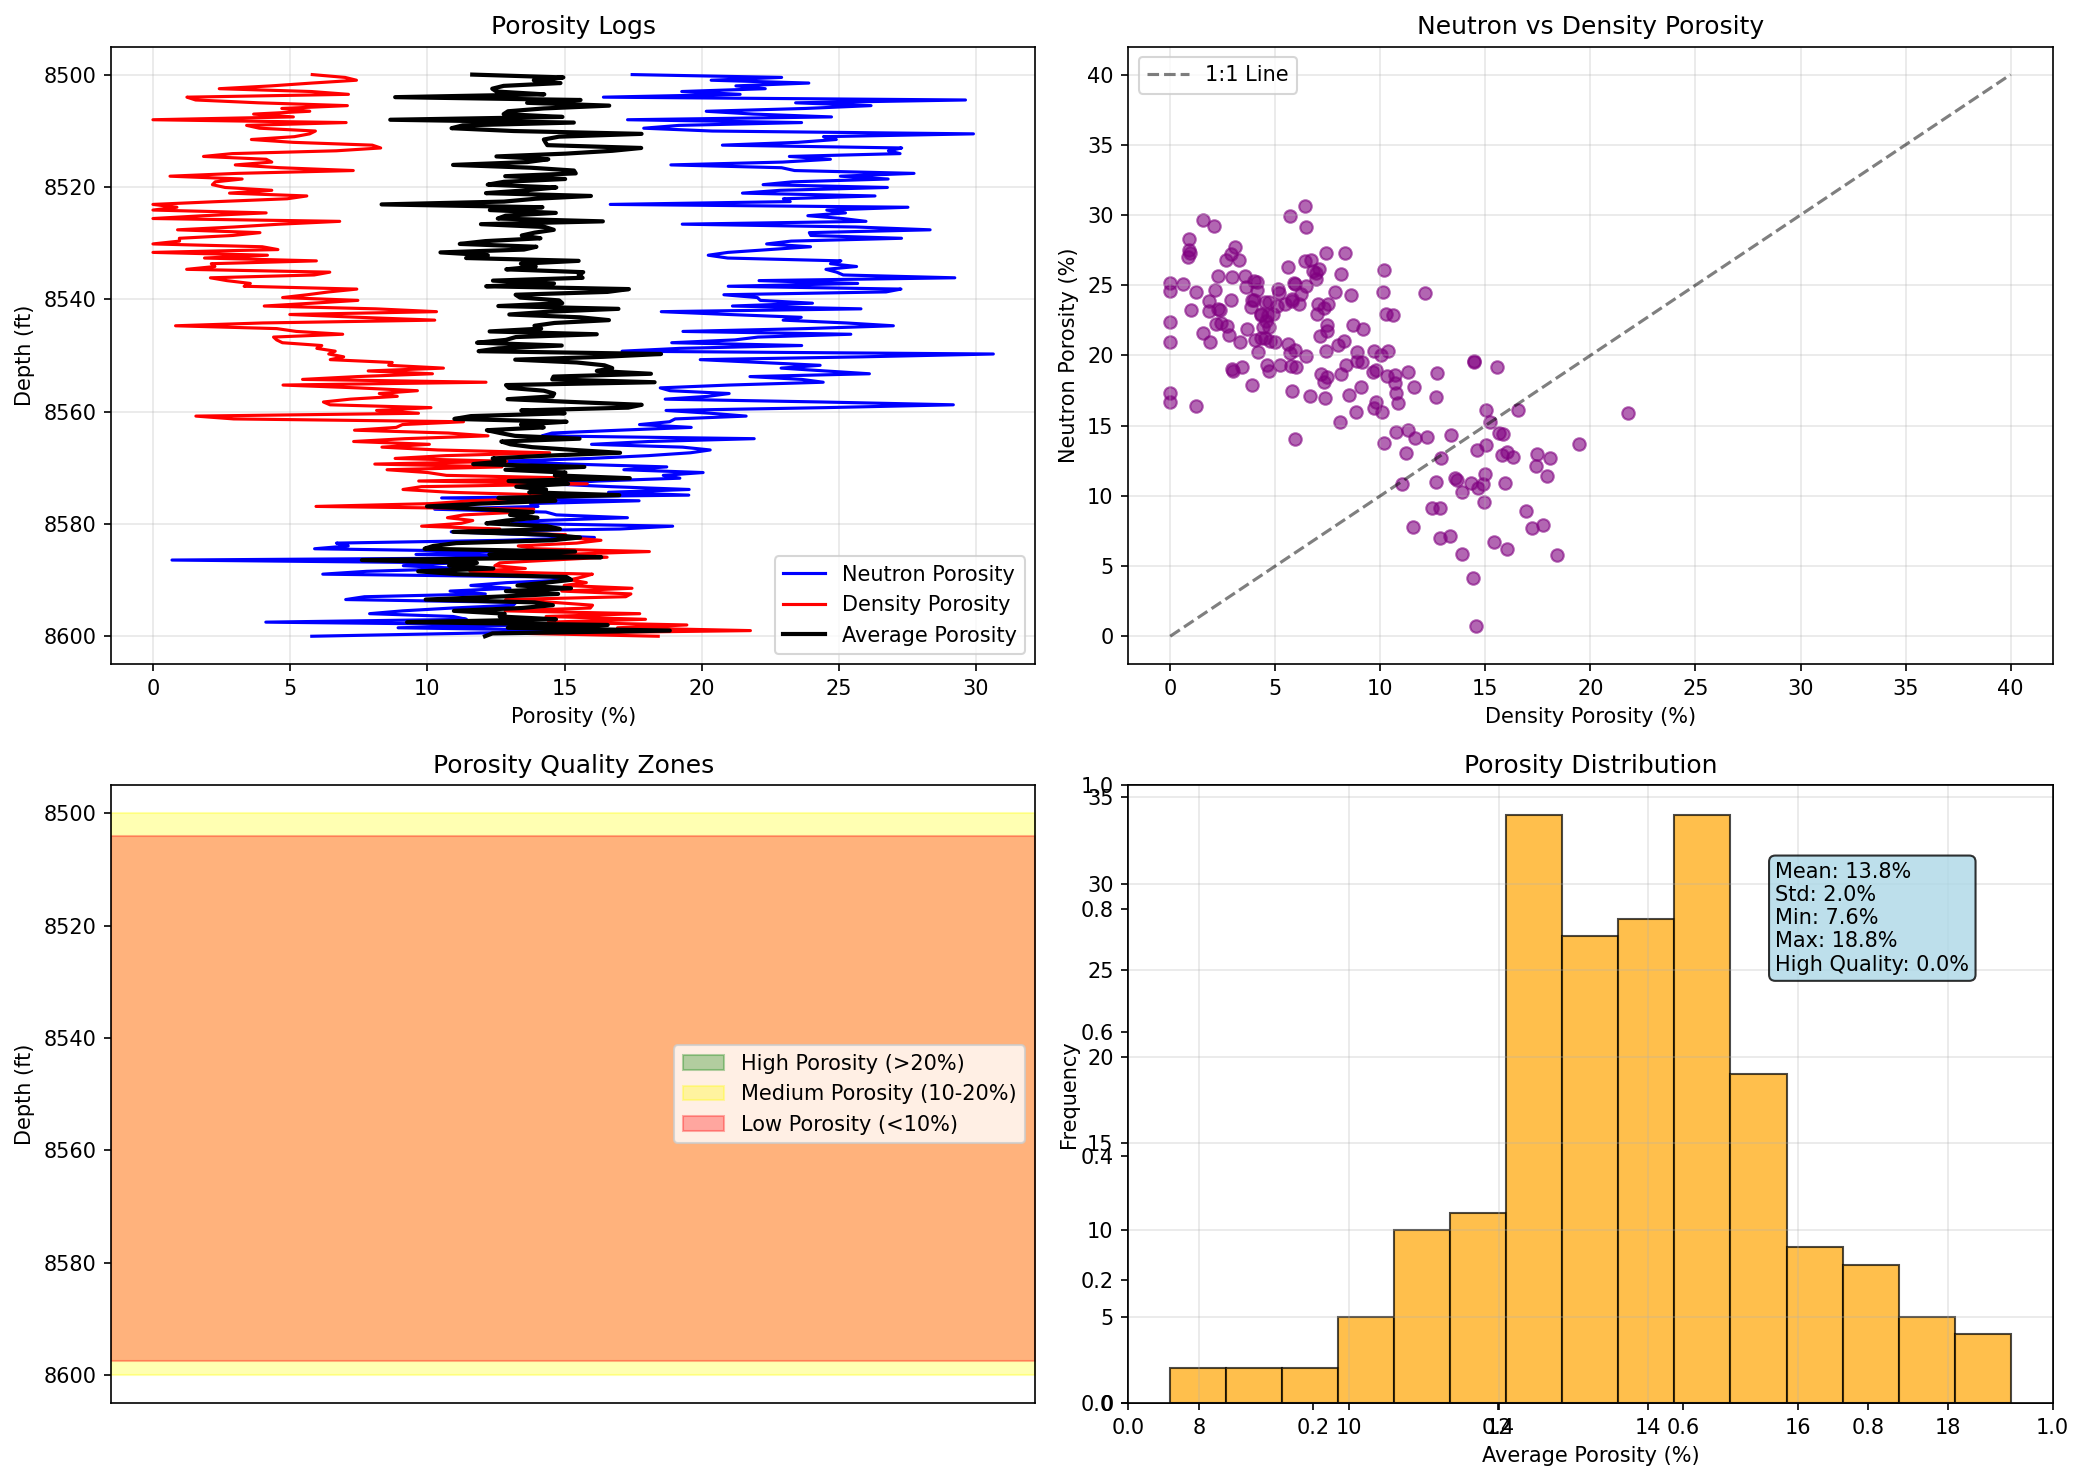 Porosity Logs
8500
8520
8540
8560
8580
8600
Depth (ft)
0 5 10 15 20 25 30
Porosity (%)
Neutron Porosity
Density Porosity
Average Porosity
Neutron vs Density Porosity
1:1 Line
40
35
30
25
20
15
10
5
0
Neutron Porosity (%)
0 5 10 15 20 25 30 35 40
Density Porosity (%)
Porosity Quality Zones
8500
8520
8540
8560
8580
8600
Depth (ft)
High Porosity (>20%)
Medium Porosity (10-20%)
Low Porosity (<10%)
Porosity Distribution
1.0
35
30
0.8
25
0.6
20
15
0.4
10
0.2
5
0.0
0
Frequency
Mean: 13.8%
Std: 2.0%
Min: 7.6%
Max: 18.8%
High Quality: 0.0%
0.0 8 0.2 10 0.4 12 14 0.6 16 0.8 18 1.0
Average Porosity (%)